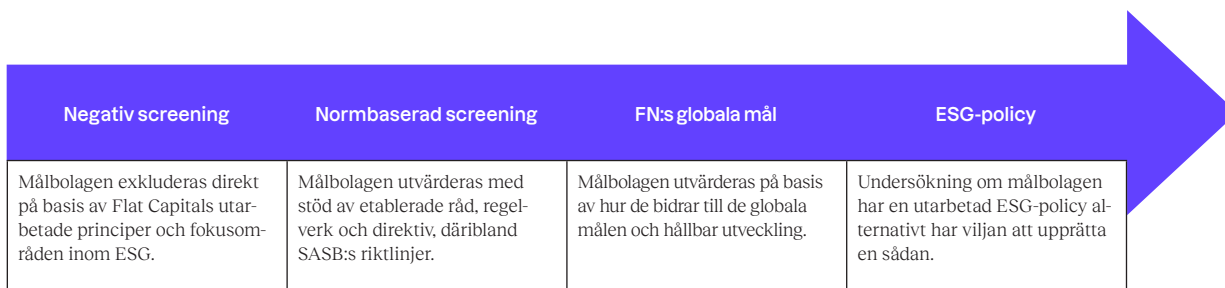 Negativ screening
Normbaserad screening
FN:s globala mål
ESG-policy
Målbolagen exkluderas direkt
på basis av Flat Capitals utar-
betade principer och fokusom-
råden inom ESG.
Målbolagen utvärderas med
stöd av etablerade råd, regel-
verk och direktiv, däribland
SASB:s riktlinjer.
Målbolagen utvärderas på basis
av hur de bidrar till de globala
målen och hållbar utveckling.
Undersökning om målbolagen
har en utarbetad ESG-policy al-
ternativt har viljan att upprätta
en sådan.